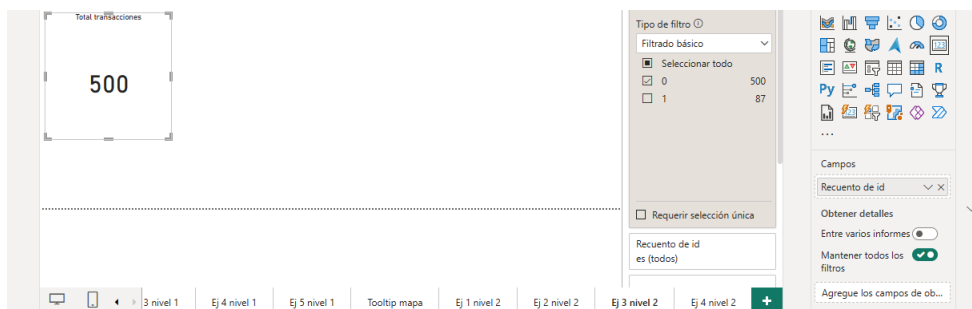 Total transacciones
500
Tipo de filtro
Filtrado básico
Seleccionar todo
0 500
1 87
Requerir selección única
Recuento de id
es (todos)
123
R
Py
...
Campos
Recuento de id
Obtener detalles
Entre varios informes
Mantener todos los
filtros
Agregue los campos de ob...
3 nivel 1
Ej 4 nivel 1
Ej 5 nivel 1
Tooltip mapa
Ej 1 nivel 2
Ej 2 nivel 2
Ej 3 nivel 2
Ej 4 nivel 2
+